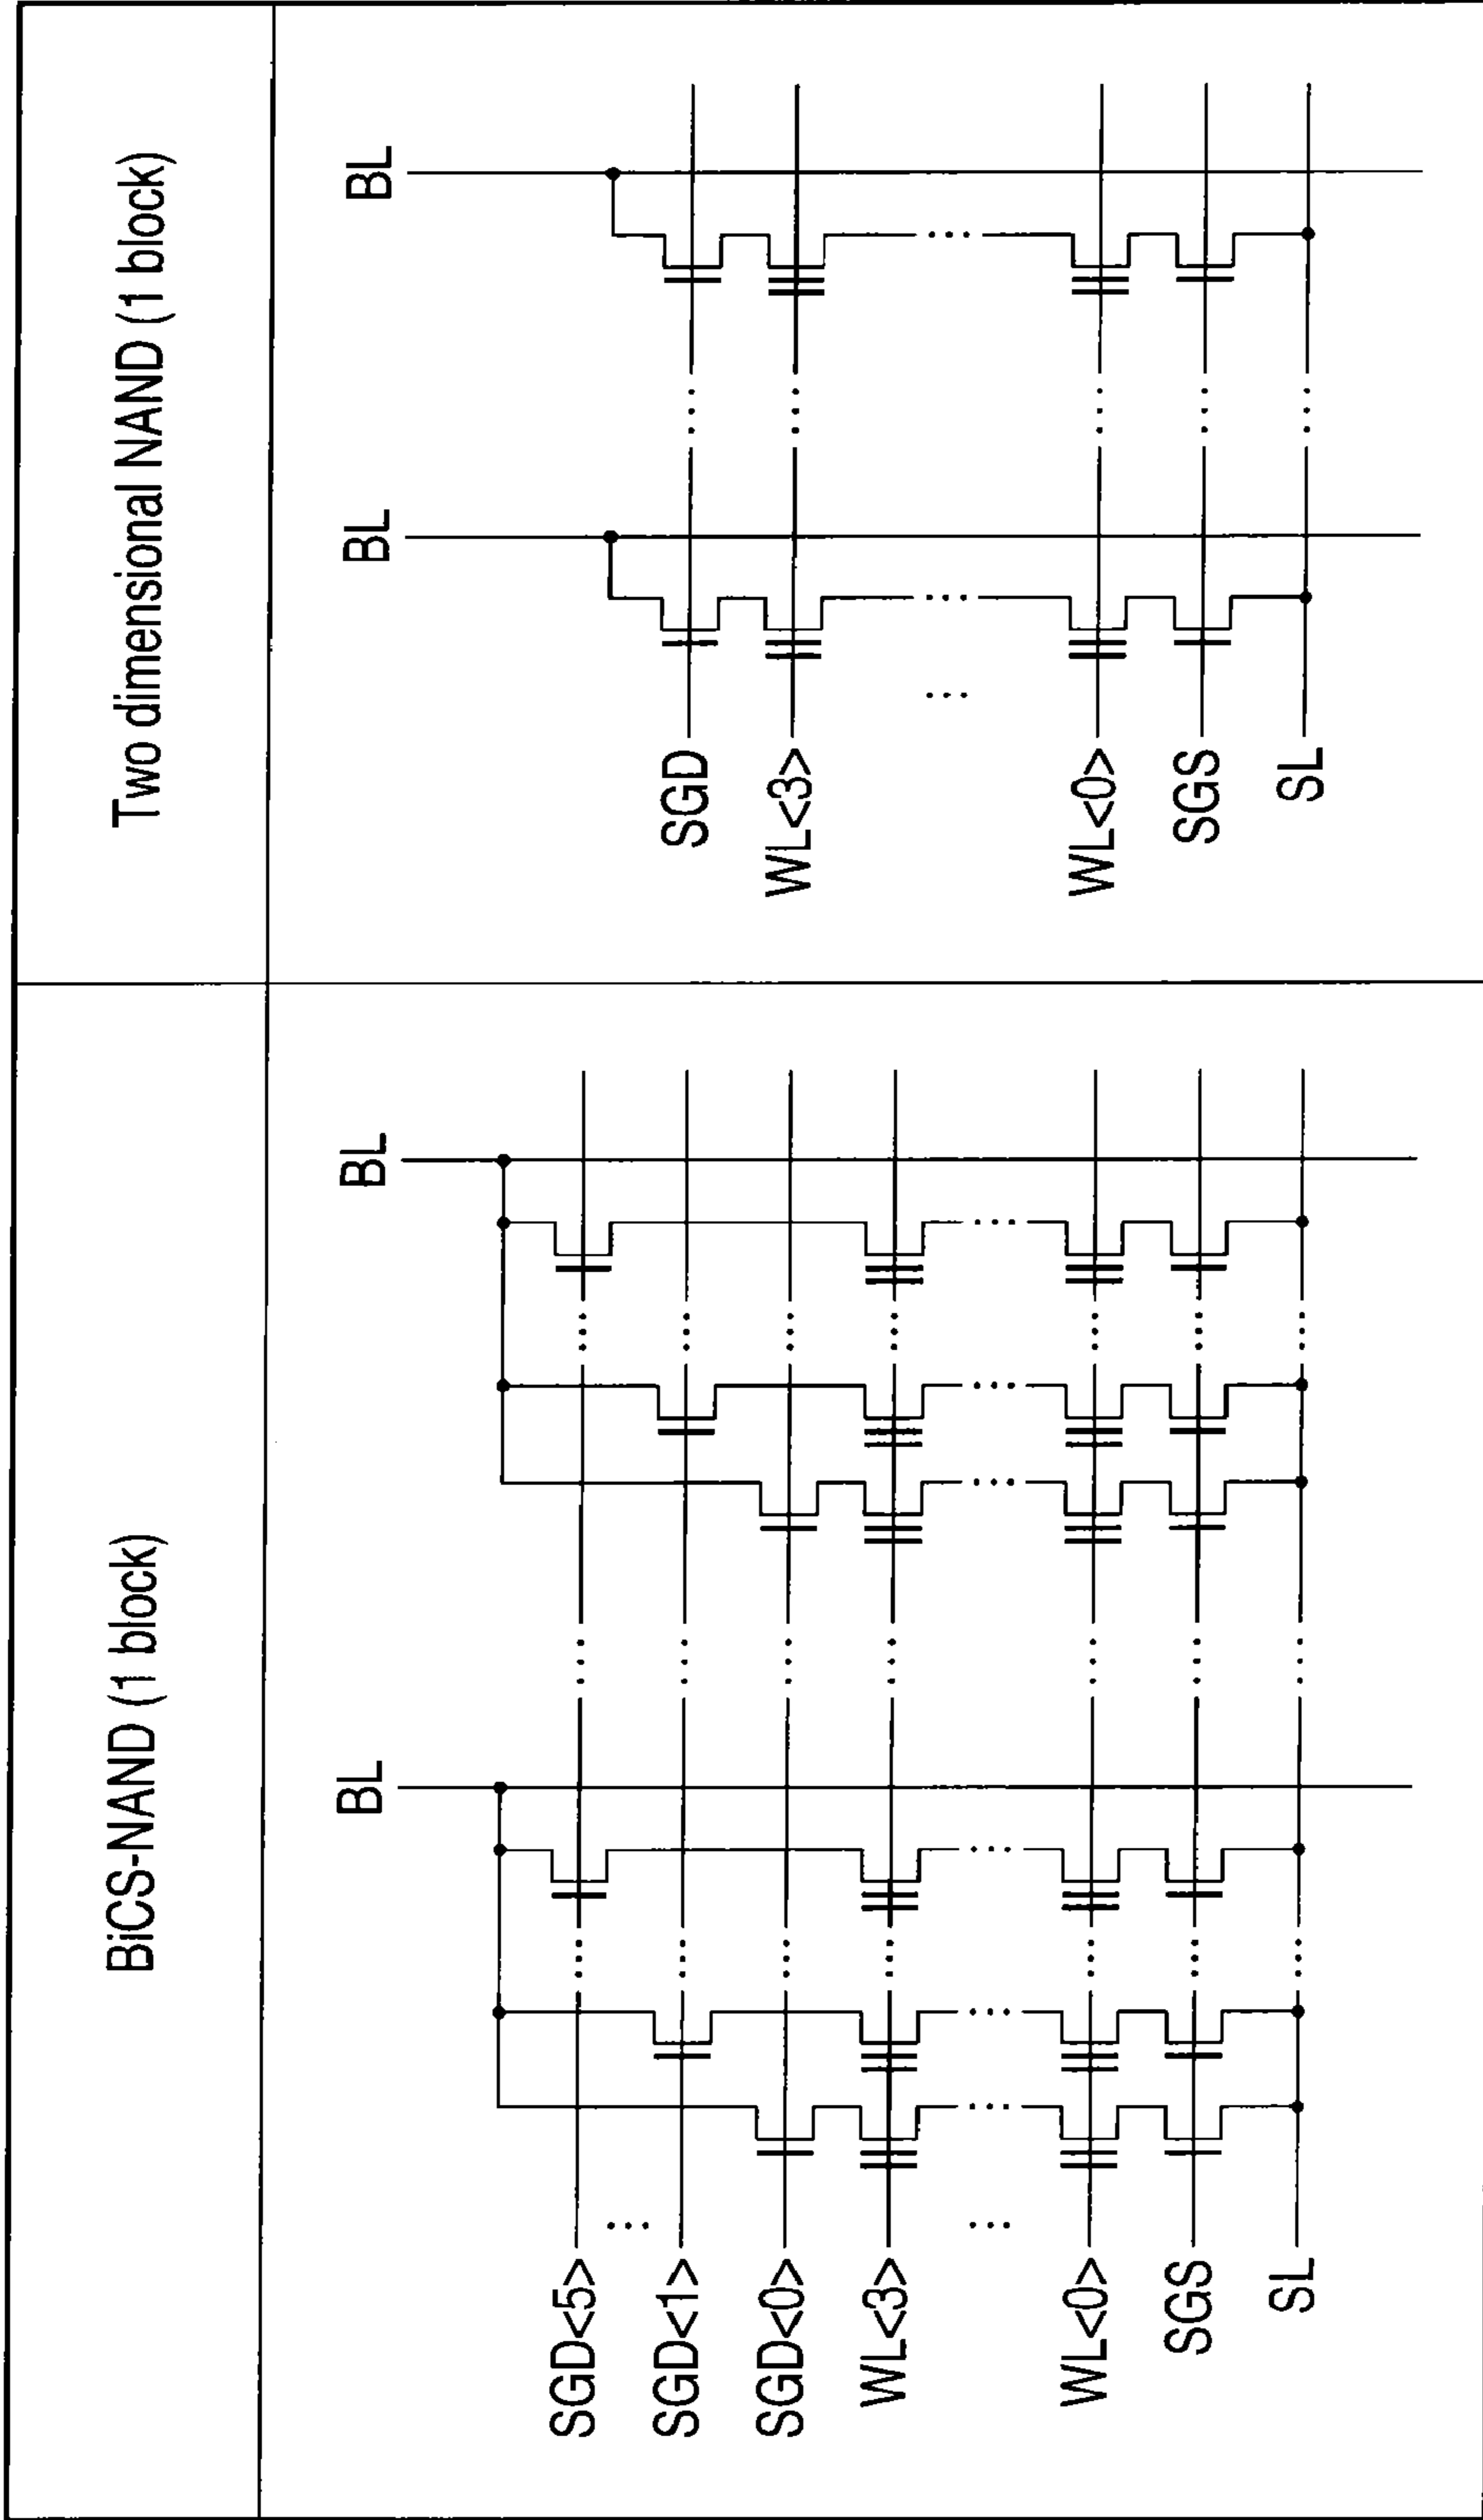 BiCS-NAND (1 block)
Two dimensional NAND (1 block)
BL
BL
SGD<5>
...
SGD<1>
SGD<0>
WL<3>
...
WL<0>
SGS
SL
BL
BL
SGD
WL<3>
...
WL<0>
SGS
SL